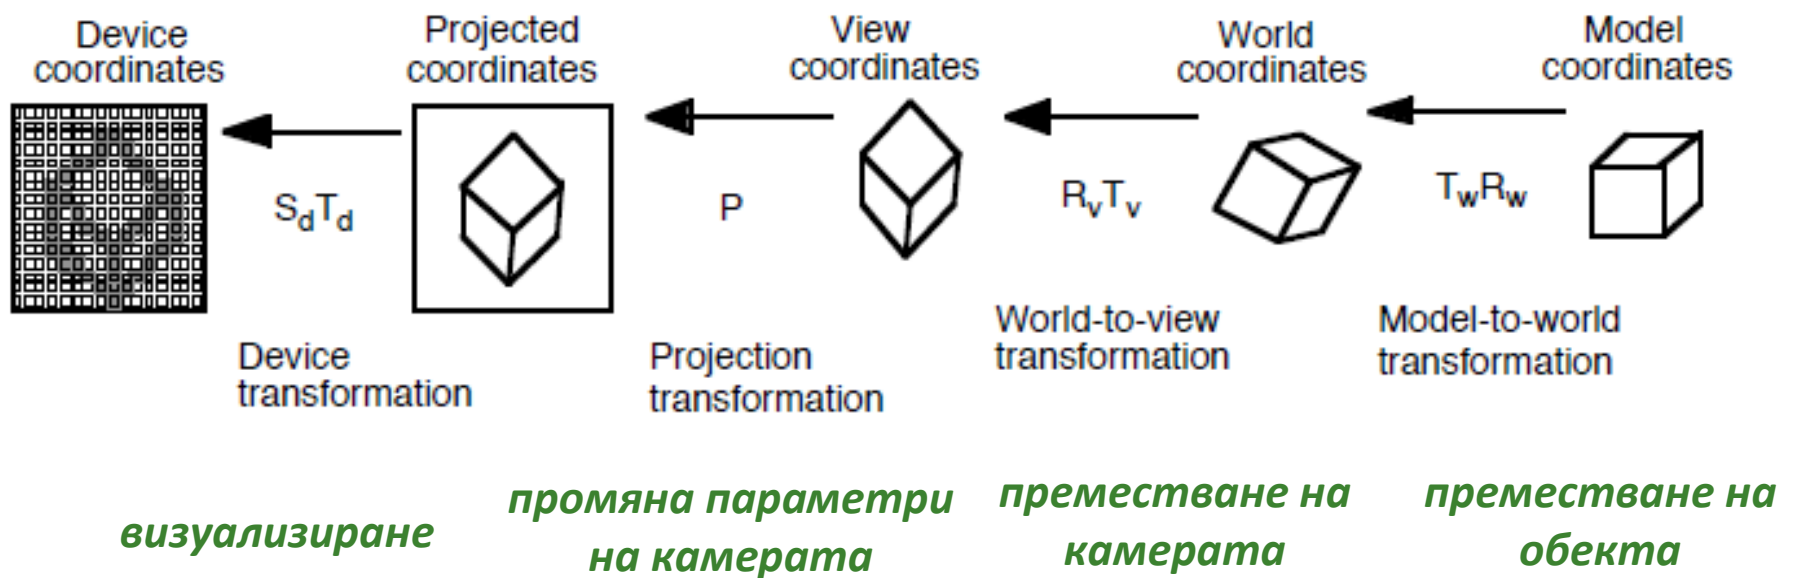 Device
coordinates
Projected
coordinates
View
coordinates
World
coordinates
Model
coordinates
SdTd
P
RvTv
TwRw
Device
transformation
Projection
transformation
World-to-view
transformation
Model-to-world
transformation
визуализиране
промяна параметри
на камерата
преместване на
камерата
преместване на
обекта